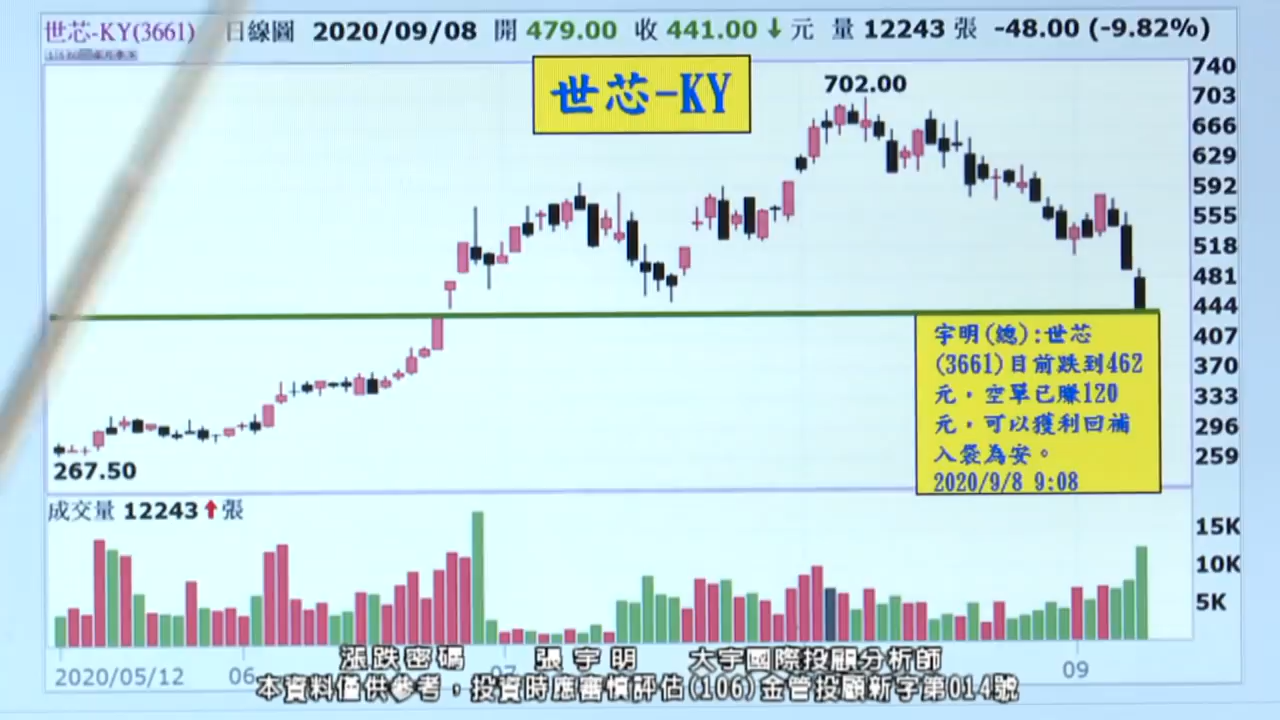 世芯-KY(3661) 日線圖 2020/09/08 開 479.00 收 441.00 ↓ 元 量 12243 張 -48.00 (-9.82%)
世芯-KY
702.00
740
703
666
629
592
555
518
481
444
407
370
333
296
259
267.50
宇明(總):世芯
(3661)目前跌到462
元，空單已賺120
元，可以獲利回補
入袋為安。
2020/9/8 9:08
成交量 12243 ↑ 張
15K
10K
5K
2020/05/12 06 07 09
漲跌密碼 張宇明 大宇國際投顧分析師
本資料僅供參考，投資時應審慎評估(106)金管投顧新字第014號